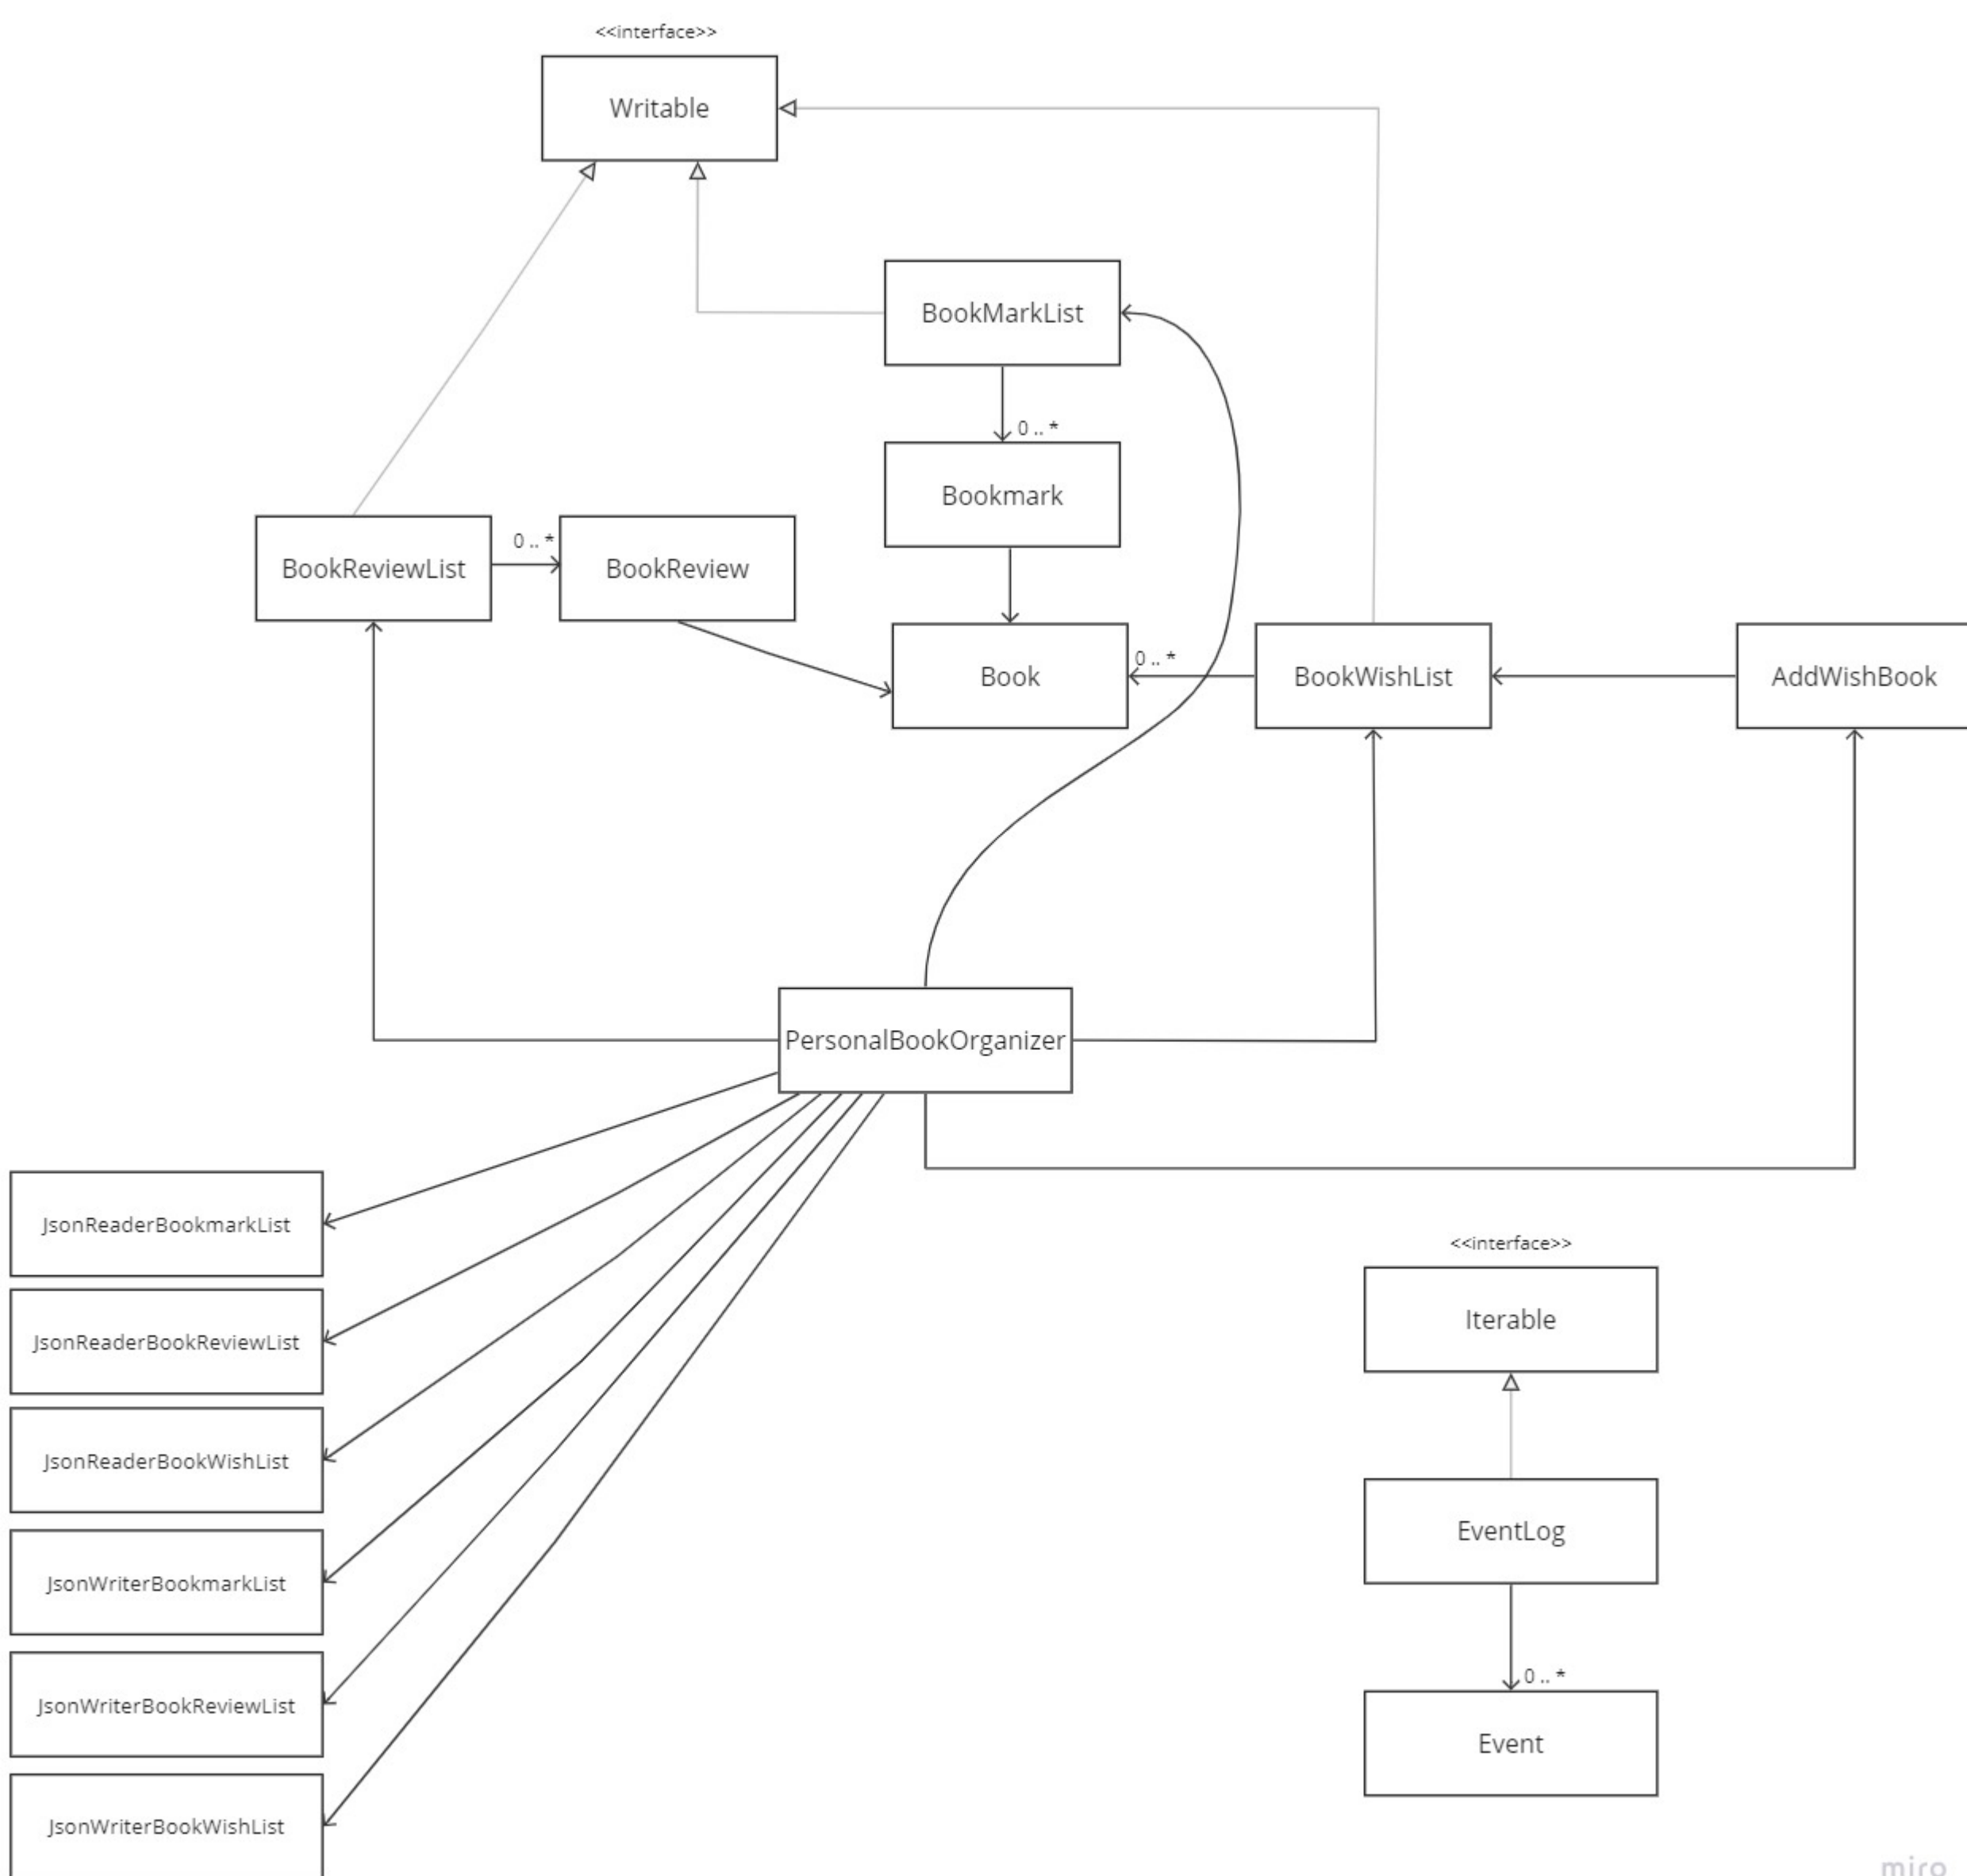 <<interface>>
Writable
BookMarkList
0 .. *
Bookmark
BookReviewList
0 .. *
BookReview
Book
0 .. *
BookWishList
AddWishBook
PersonalBookOrganizer
JsonReaderBookmarkList
JsonReaderBookReviewList
JsonReaderBookWishList
JsonWriterBookmarkList
JsonWriterBookReviewList
JsonWriterBookWishList
<<interface>>
Iterable
EventLog
0 .. *
Event
miro